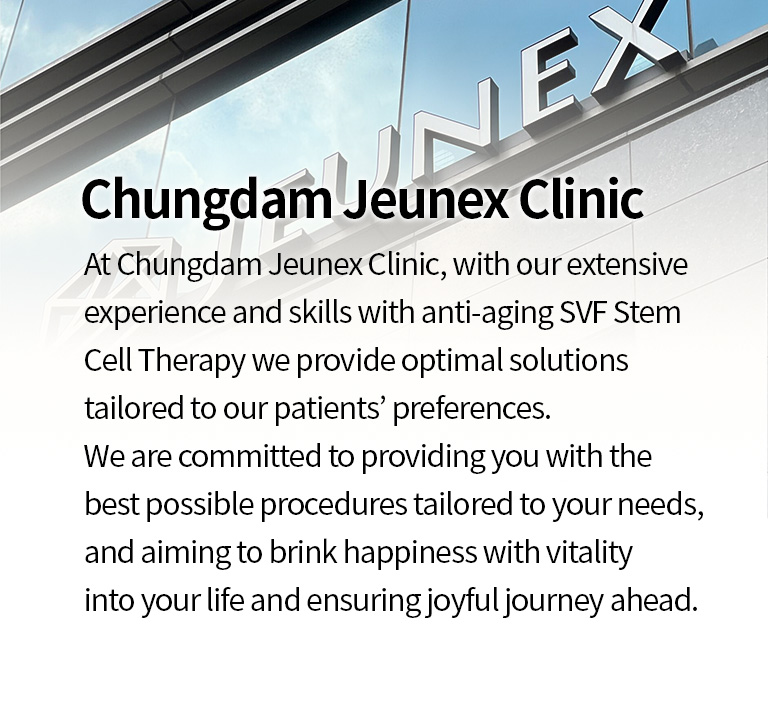 JEUNEX
Chungdam Jeunex Clinic
At Chungdam Jeunex Clinic, with our extensive
experience and skills with anti-aging SVF Stem
Cell Therapy we provide optimal solutions
tailored to our patients’ preferences.
We are committed to providing you with the
best possible procedures tailored to your needs,
and aiming to brink happiness with vitality
into your life and ensuring joyful journey ahead.